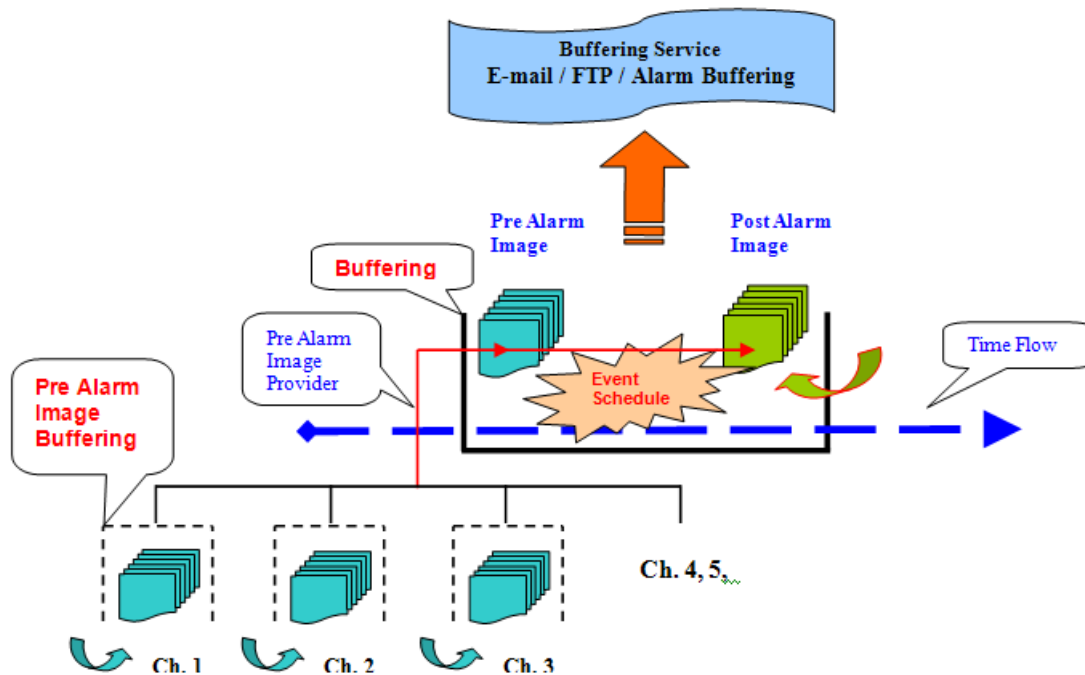 Buffering Service
E-mail / FTP / Alarm Buffering
Pre Alarm
Image
Post Alarm
Image
Buffering
Pre Alarm
Image
Provider
Time Flow
Event
Schedule
Pre Alarm
Image
Buffering
Ch. 4, 5,
Ch. 1
Ch. 2
Ch. 3